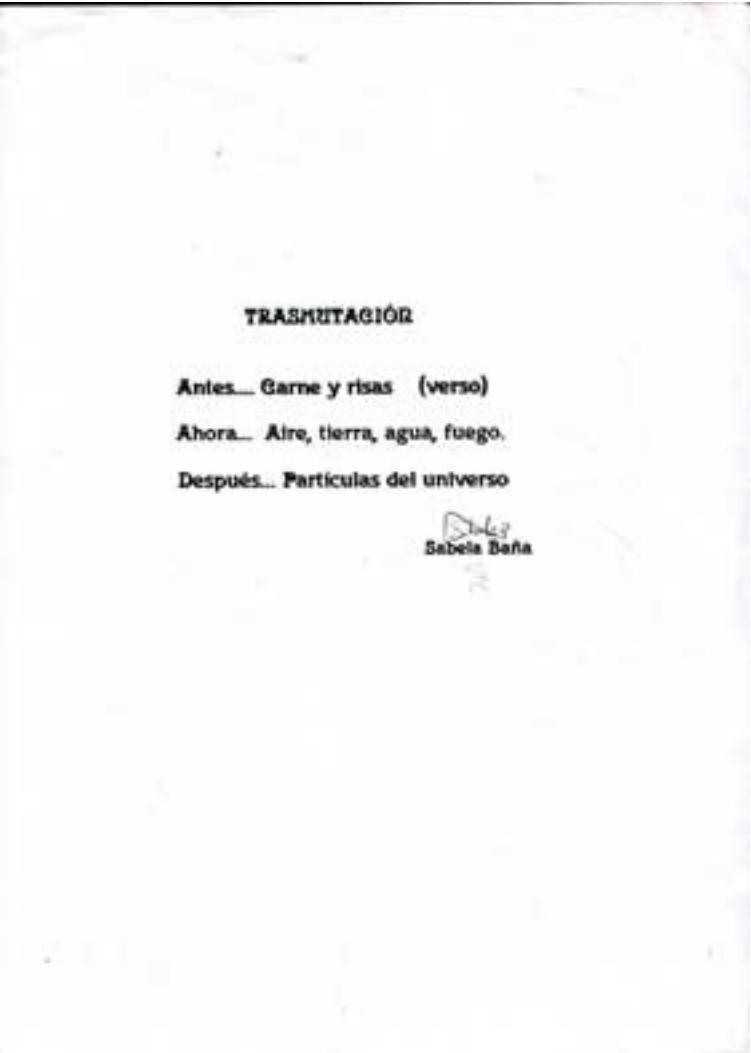 TRASMUTACIÓN
Antes... Carne y risas (verso)
Ahora... Aire, tierra, agua, fuego.
Después... Partículas del universo
Sabela Baña